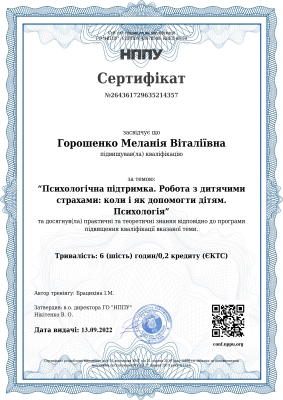 НППУ
Сертифікат
№264361729635214357
засвідчує що
Горошенко Меланія Віталіївна
підвищував(ла) кваліфікацію
за темою:
“Психологічна підтримка. Робота з дитячими
страхами: коли і як допомогти дітям.
Психологія”
та досягнув(ла) практичні та теоретичні знання відповідно до програми
підвищення кваліфікації вказаної теми.
Тривалість: 6 (шість) годин/0,2 кредиту (ЄКТС)
Автор тренінгу: Брацехіна І.М.
Затвердив: в.о. директора ГО "НППУ"
Нікітенко В. О.
Дата видачі: 13.09.2022
conf.nppu.org